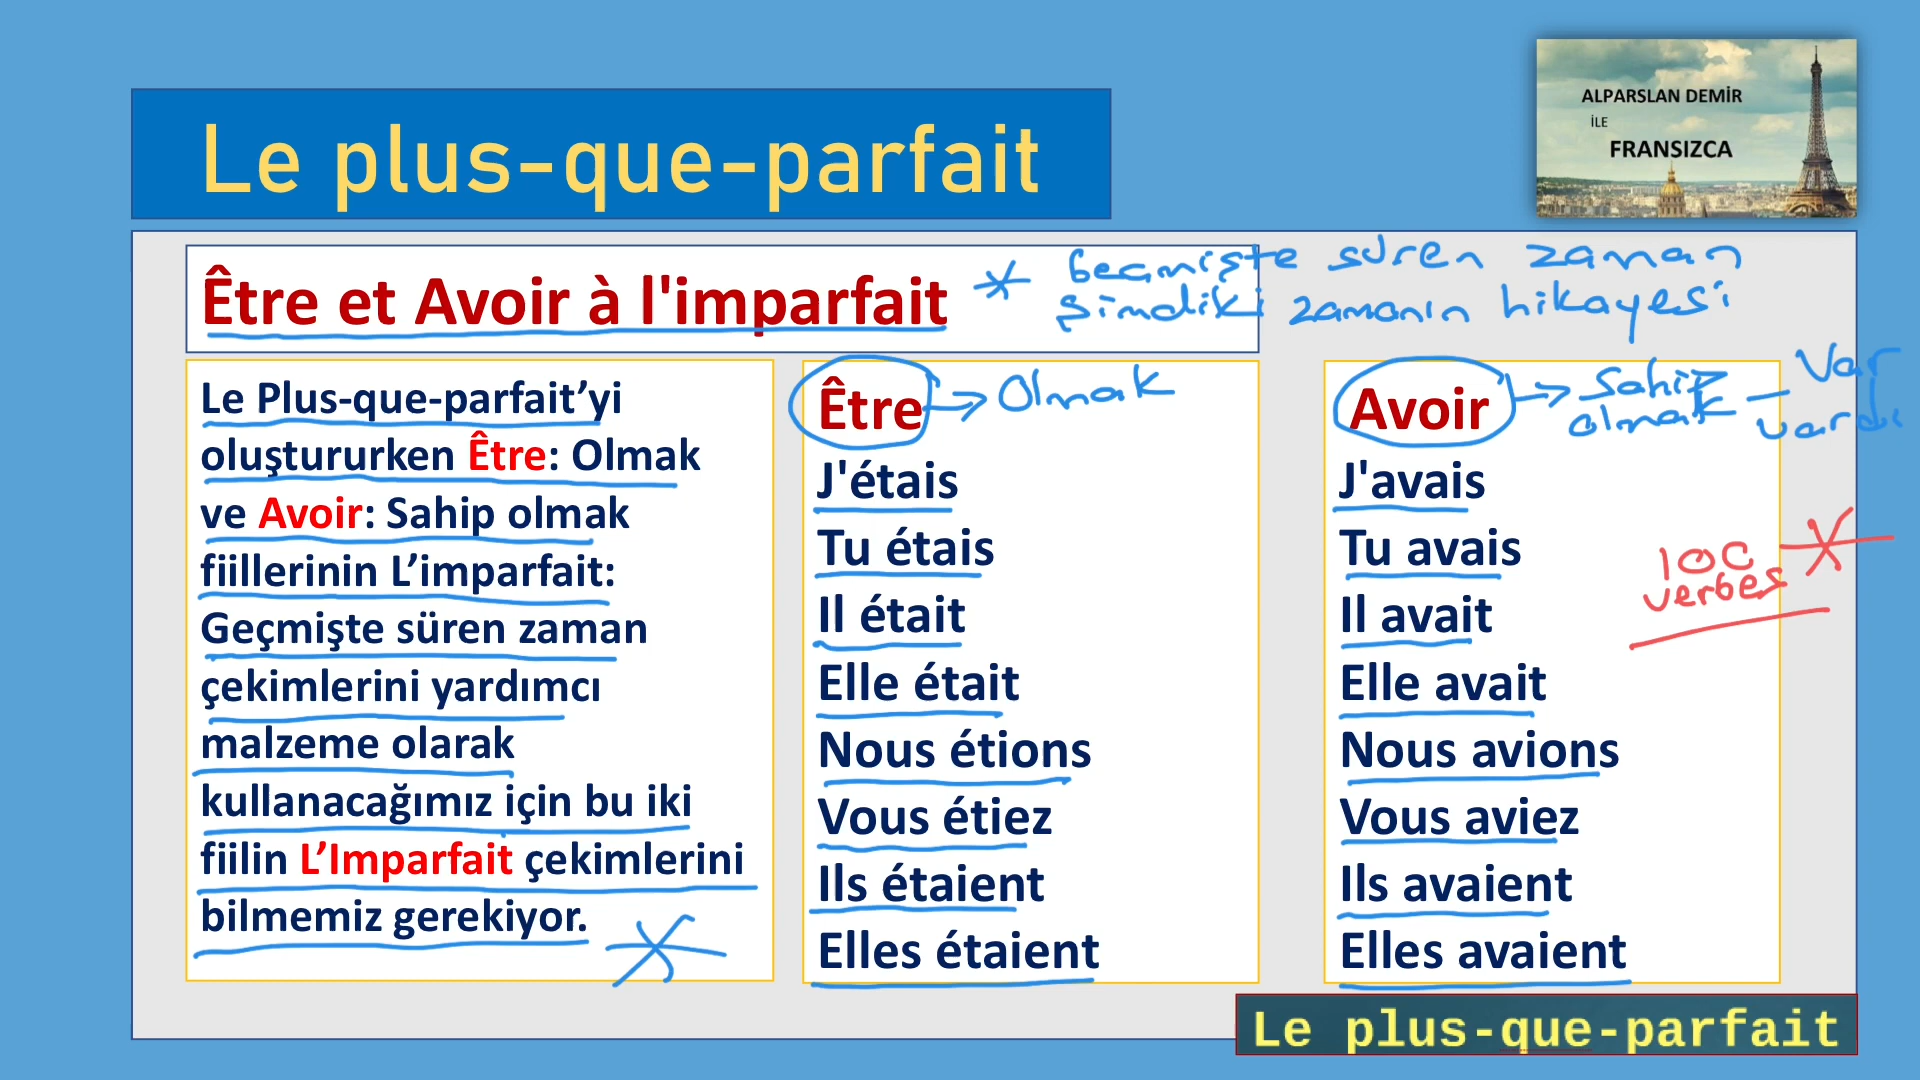 ALPARSLAN DEMİR
İLE
FRANSIZCA
Le plus-que-parfait
Être et Avoir à l'imparfait
* Geçmişte süren zaman
Şimdiki zamanın hikayesi
Le Plus-que-parfait’yi
oluştururken Être: Olmak
ve Avoir: Sahip olmak
fiillerinin L’imparfait:
Geçmişte süren zaman
çekimlerini yardımcı
malzeme olarak
kullanacağımız için bu iki
fiilin L’Imparfait çekimlerini
bilmemiz gerekiyor.
Être → Olmak
J'étais
Tu étais
Il était
Elle était
Nous étions
Vous étiez
Ils étaient
Elles étaient
Avoir → Sahip olmak – Var vardı
J'avais
Tu avais
Il avait
Elle avait
Nous avions
Vous aviez
Ils avaient
Elles avaient
verbes
Le plus-que-parfait